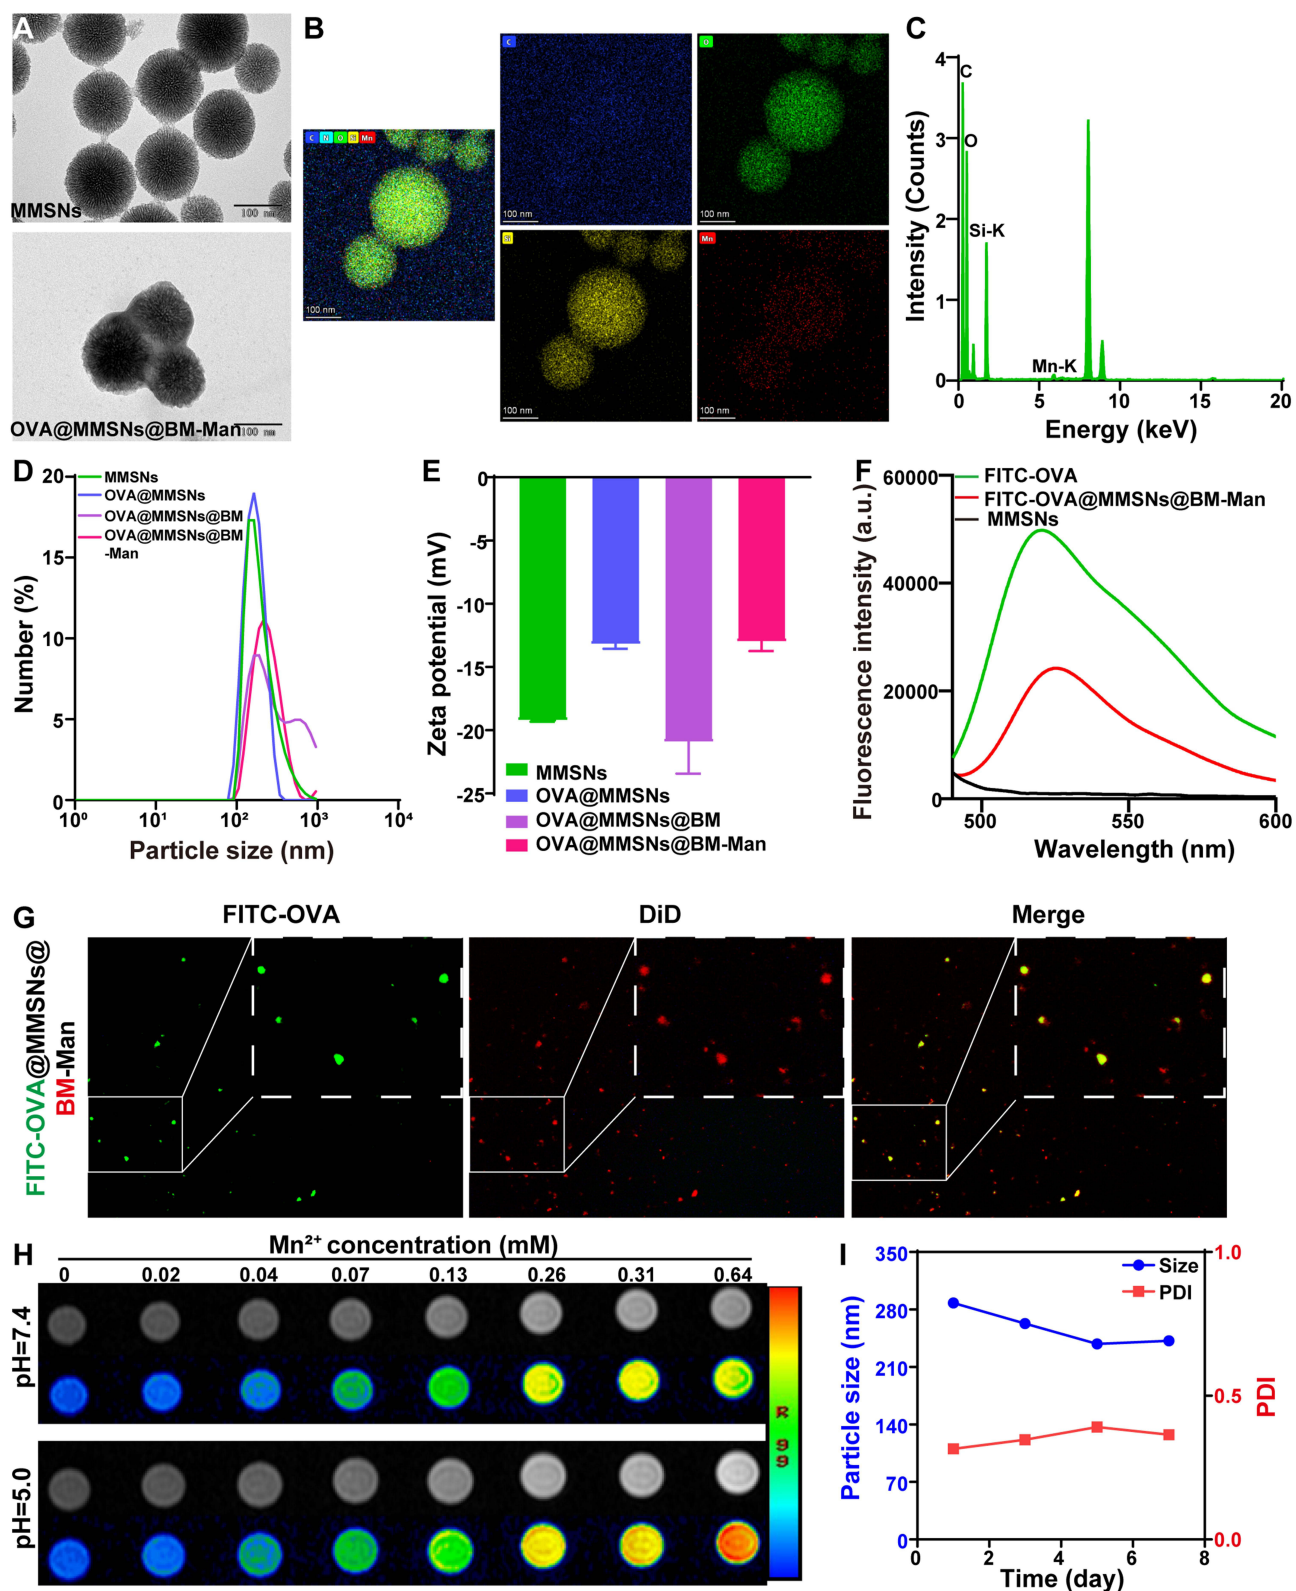 A
MMSNs
100 nm
OVA@MMSNs@BM-Man
100 nm
B
C N O Si Mn
100 nm
C
O
100 nm
Si
100 nm
Mn
100 nm
C
Intensity (Counts)
4
3
2
1
0
C
O
Si-K
Mn-K
0 5 10 15 20
Energy (keV)
D
Number (%)
20
15
10
5
0
MMSNs
OVA@MMSNs
OVA@MMSNs@BM
OVA@MMSNs@BM
-Man
10⁰ 10¹ 10² 10³ 10⁴
Particle size (nm)
E
Zeta potential (mV)
0
-5
-10
-15
-20
-25
MMSNs
OVA@MMSNs
OVA@MMSNs@BM
OVA@MMSNs@BM-Man
F
Fluorescence intensity (a.u.)
60000
40000
20000
0
FITC-OVA
FITC-OVA@MMSNs@BM-Man
MMSNs
500 550 600
Wavelength (nm)
G
FITC-OVA DiD Merge
FITC-OVA@MMSNs@
BM-Man
H
Mn²⁺ concentration (mM)
0 0.02 0.04 0.07 0.13 0.26 0.31 0.64
pH=7.4
pH=5.0
I
Particle size (nm)
350
280
210
140
70
0
Size
PDI
1.0
0.5
0.0
PDI
0 2 4 6 8
Time (day)